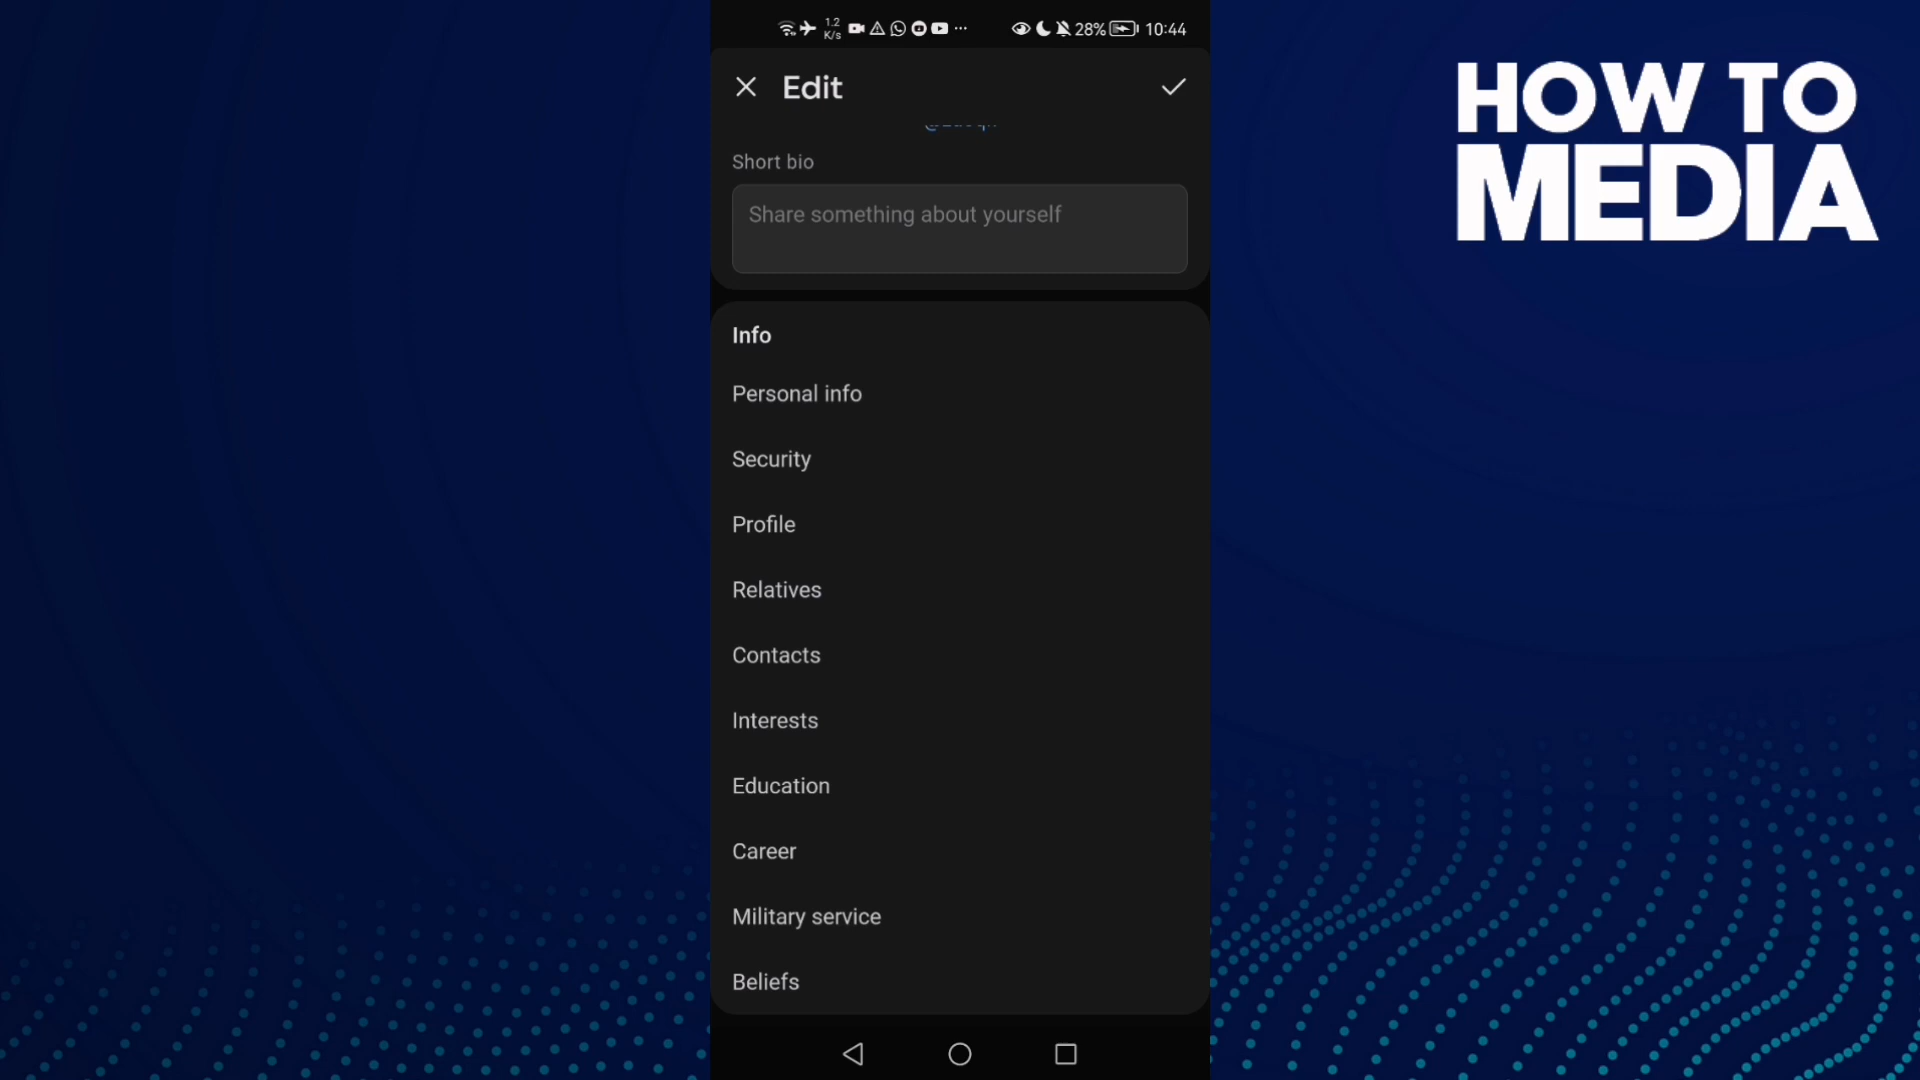 1.2
K/s
28%
10:44
Edit
Short bio
Share something about yourself
Info
Personal info
Security
Profile
Relatives
Contacts
Interests
Education
Career
Military service
Beliefs
HOW TO
MEDIA